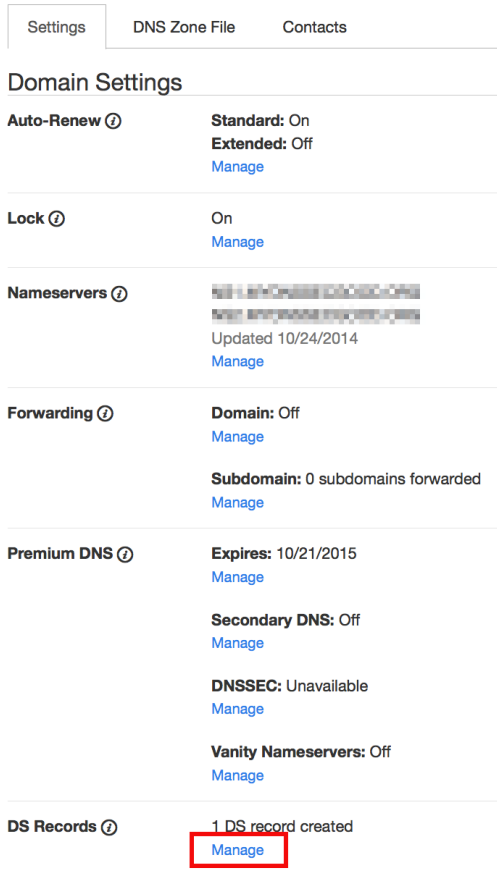 Settings
DNS Zone File
Contacts
Domain Settings
Auto-Renew
Standard: On
Extended: Off
Manage
Lock
On
Manage
Nameservers
Updated 10/24/2014
Manage
Forwarding
Domain: Off
Manage
Subdomain: 0 subdomains forwarded
Manage
Premium DNS
Expires: 10/21/2015
Manage
Secondary DNS: Off
Manage
DNSSEC: Unavailable
Manage
Vanity Nameservers: Off
Manage
DS Records
1 DS record created
Manage